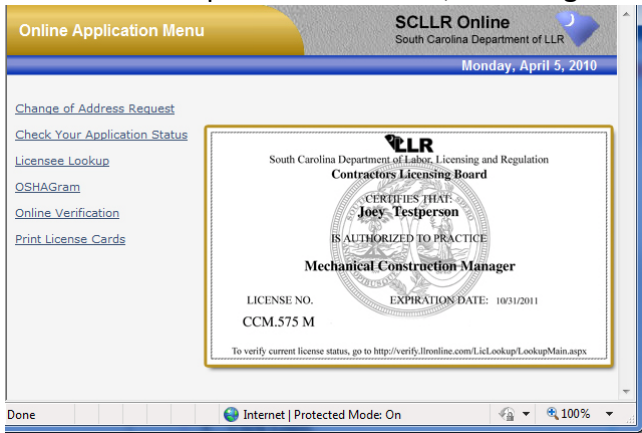 Online Application Menu
SCLLR Online
South Carolina Department of LLR
Monday, April 5, 2010
Change of Address Request
Check Your Application Status
Licensee Lookup
OSHAGram
Online Verification
Print License Cards
LLR
South Carolina Department of Labor, Licensing and Regulation
Contractors Licensing Board
CERTIFIES THAT:
Joey Testperson
IS AUTHORIZED TO PRACTICE
Mechanical Construction Manager
LICENSE NO. EXPIRATION DATE: 10/31/2011
CCM.575 M
To verify current license status, go to http://verify.llronline.com/LicLookup/LookupMain.aspx
Done Internet | Protected Mode: On 100%